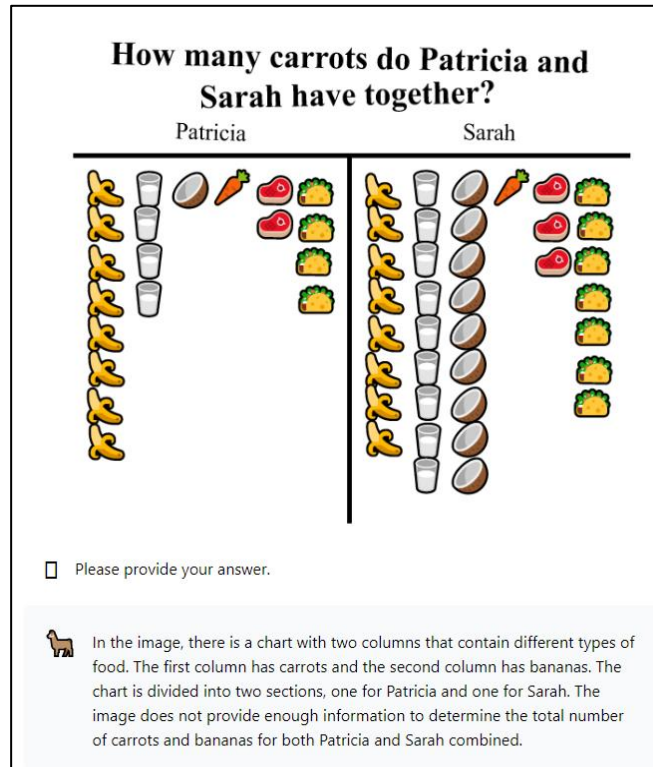 How many carrots do Patricia and
Sarah have together?
Patricia Sarah
Please provide your answer.
In the image, there is a chart with two columns that contain different types of
food. The first column has carrots and the second column has bananas. The
chart is divided into two sections, one for Patricia and one for Sarah. The
image does not provide enough information to determine the total number
of carrots and bananas for both Patricia and Sarah combined.